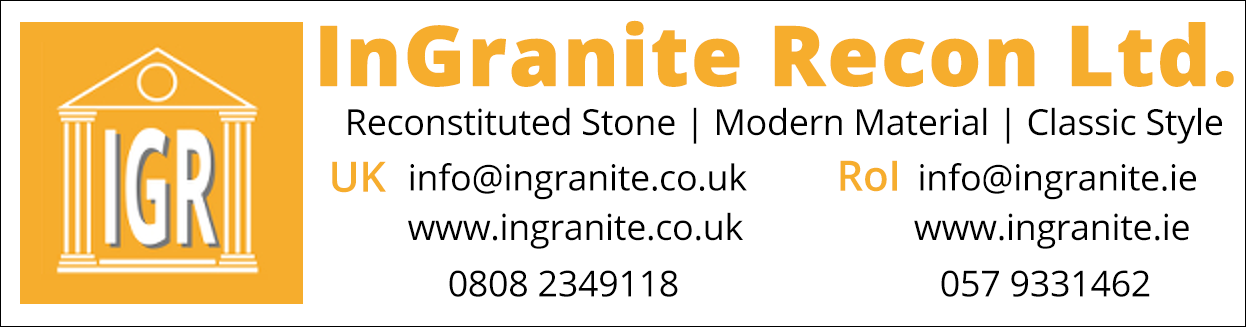 IGR
InGranite Recon Ltd.
Reconstituted Stone | Modern Material | Classic Style
UK info@ingranite.co.uk
www.ingranite.co.uk
0808 2349118
RoI info@ingranite.ie
www.ingranite.ie
057 9331462